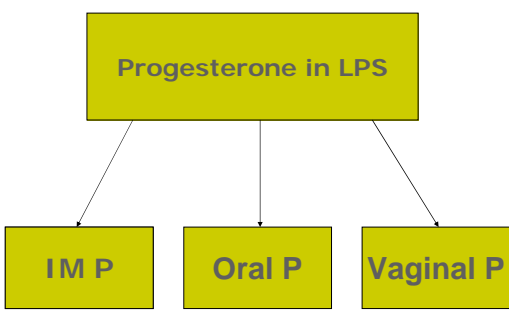 Progesterone in LPS
IM P
Oral P
Vaginal P